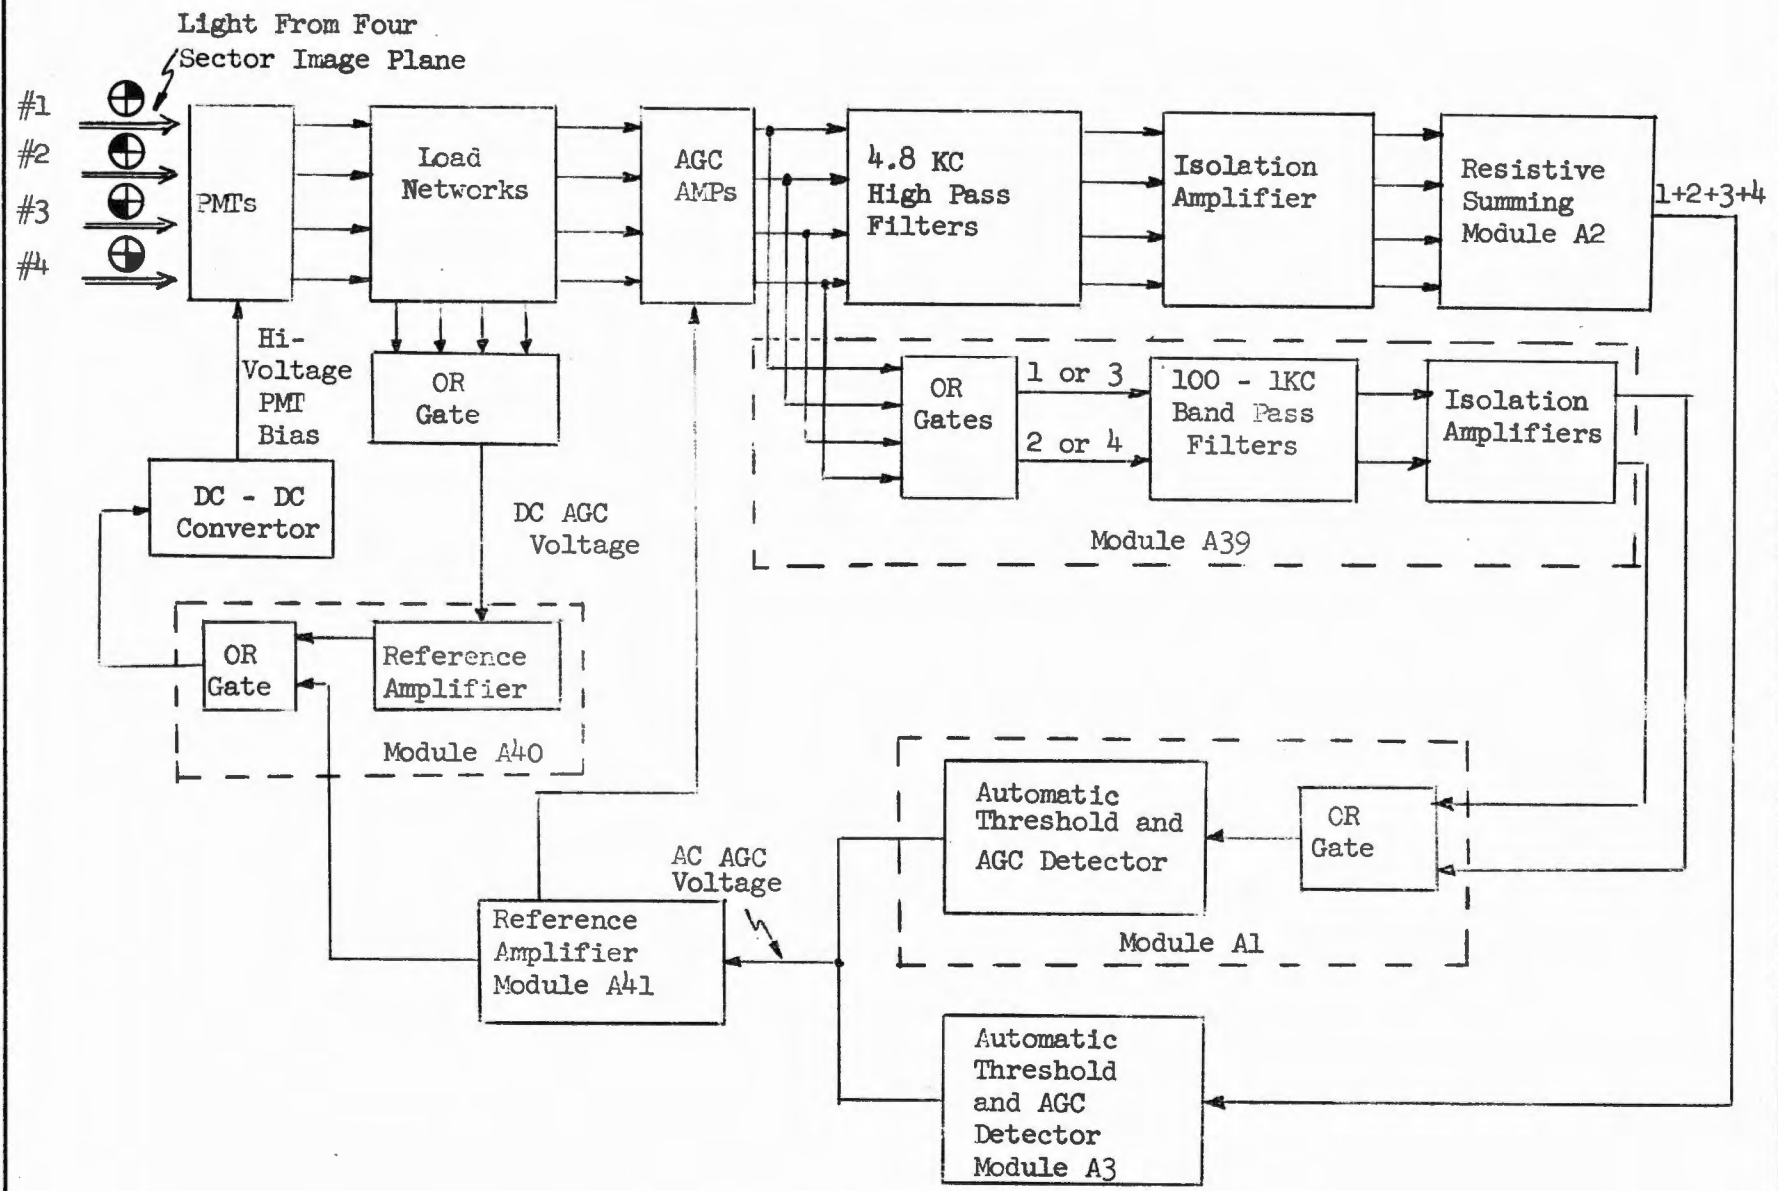 Light From Four
Sector Image Plane
#1
#2
#3
#4
PMTs
Load
Networks
AGC
AMPs
4.8 KC
High Pass
Filters
Isolation
Amplifier
Resistive
Summing
Module A2
1+2+3+4
Hi-
Voltage
PMT
Bias
OR
Gate
OR
Gates
1 or 3
2 or 4
100 - 1KC
Band Pass
Filters
Isolation
Amplifiers
Module A39
DC - DC
Convertor
DC AGC
Voltage
OR
Gate
Reference
Amplifier
Module A40
Automatic
Threshold and
AGC Detector
OR
Gate
Module A1
AC AGC
Voltage
Reference
Amplifier
Module A41
Automatic
Threshold
and AGC
Detector
Module A3